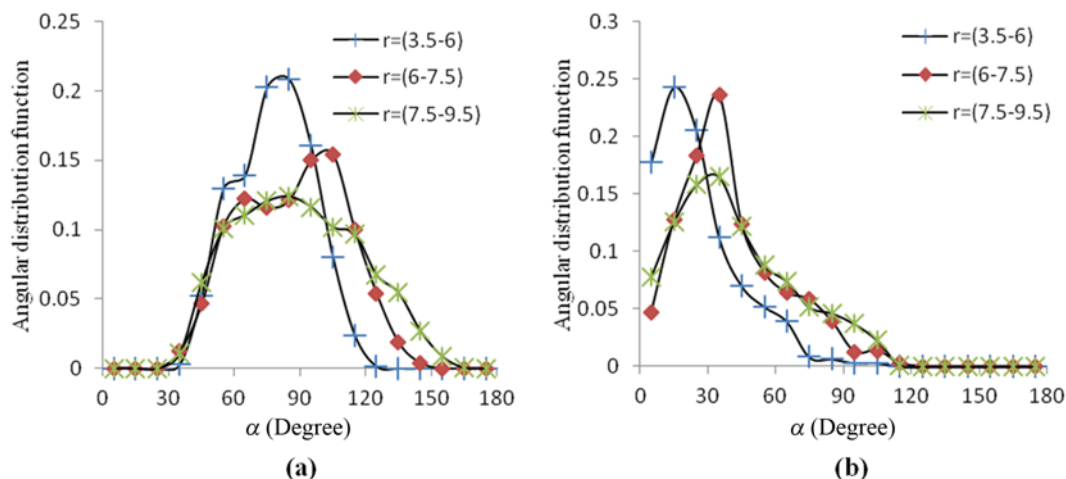 Angular distribution function
0.25
0.2
0.15
0.1
0.05
0
0
30
60
90
120
150
180
r=(3.5-6)
r=(6-7.5)
r=(7.5-9.5)
α (Degree)
(a)
Angular distribution function
0.3
0.25
0.2
0.15
0.1
0.05
0
0
30
60
90
120
150
180
r=(3.5-6)
r=(6-7.5)
r=(7.5-9.5)
α (Degree)
(b)